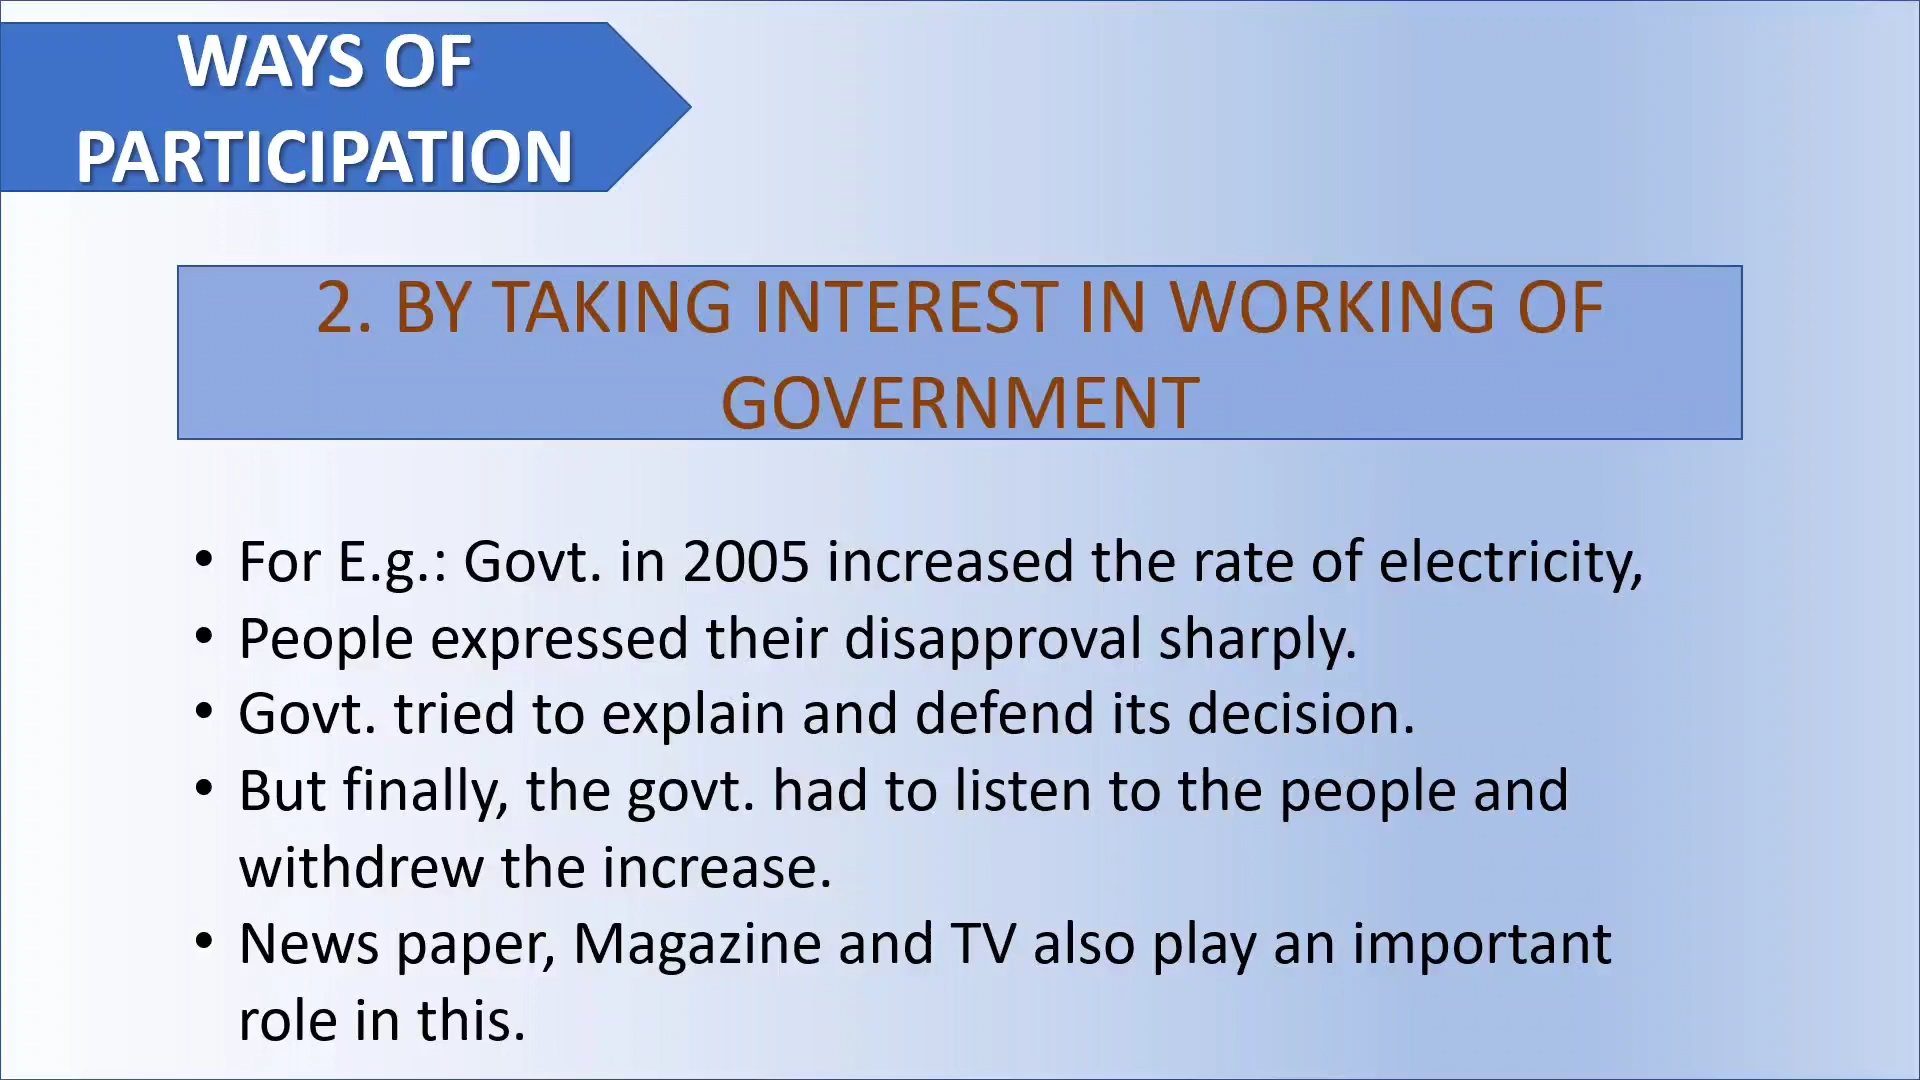 WAYS OF
PARTICIPATION
2. BY TAKING INTEREST IN WORKING OF
GOVERNMENT
• For E.g.: Govt. in 2005 increased the rate of electricity,
• People expressed their disapproval sharply.
• Govt. tried to explain and defend its decision.
• But finally, the govt. had to listen to the people and
withdrew the increase.
• News paper, Magazine and TV also play an important
role in this.